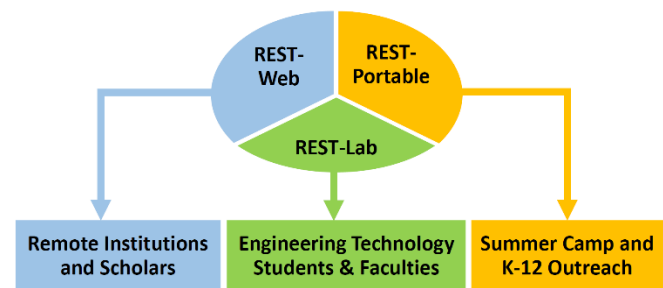 REST-
Web
REST-
Portable
REST-Lab
Remote Institutions
and Scholars
Engineering Technology
Students & Faculties
Summer Camp and
K-12 Outreach